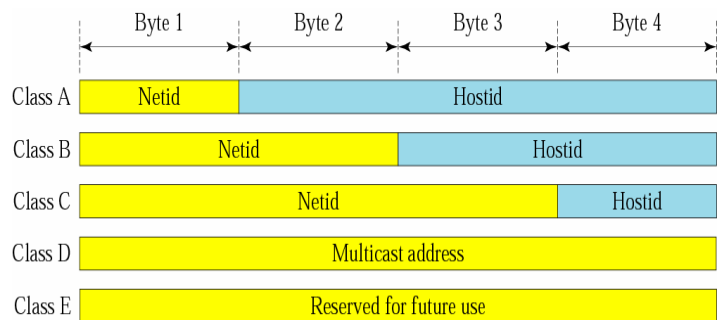 Byte 1 Byte 2 Byte 3 Byte 4
Class A Netid Hostid
Class B Netid Hostid
Class C Netid Hostid
Class D Multicast address
Class E Reserved for future use